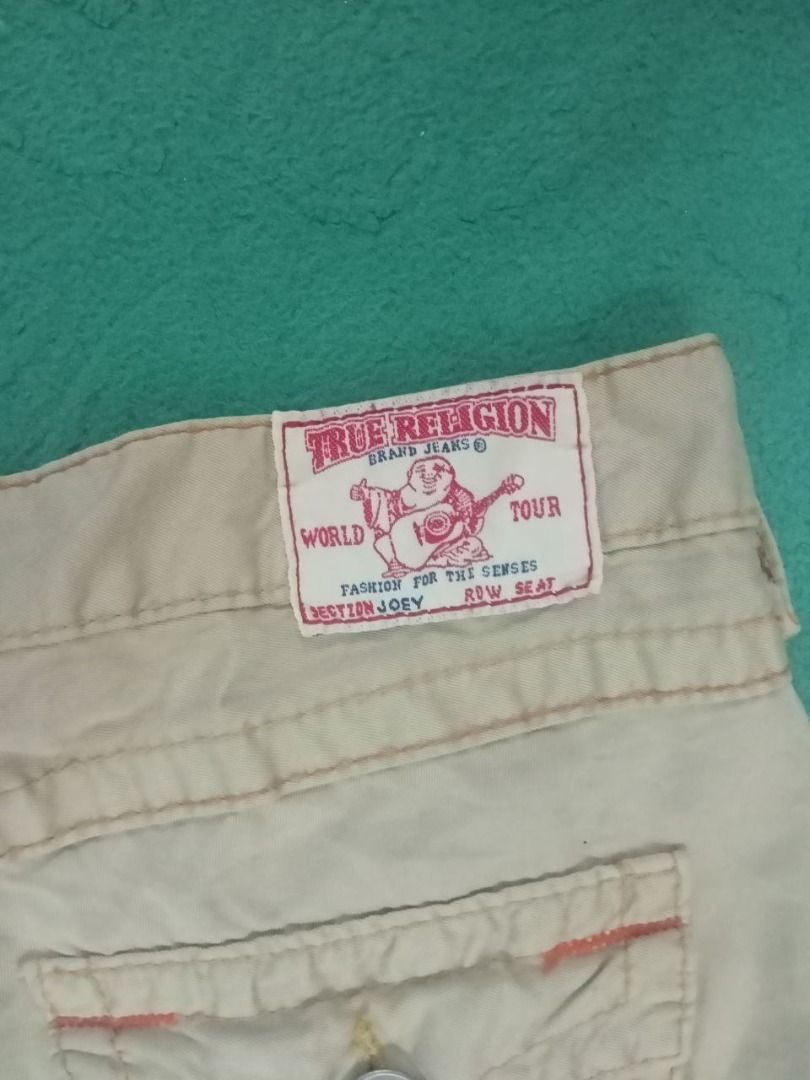 TRUE RELIGION
BRAND JEANS®
WORLD TOUR
FASHION FOR THE SENSES
SECTION JOEY ROW SEAT